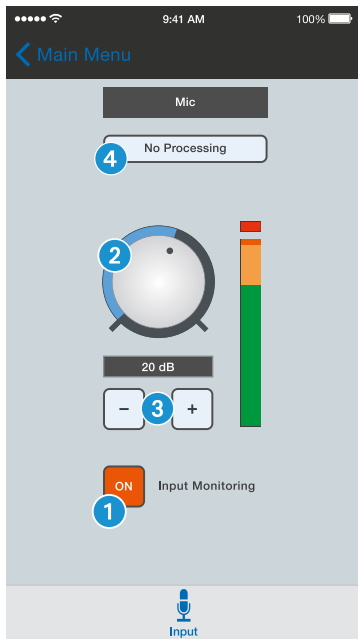 9:41 AM
100%
Main Menu
Mic
No Processing
4
2
20 dB
− 3 +
ON Input Monitoring
1
Input